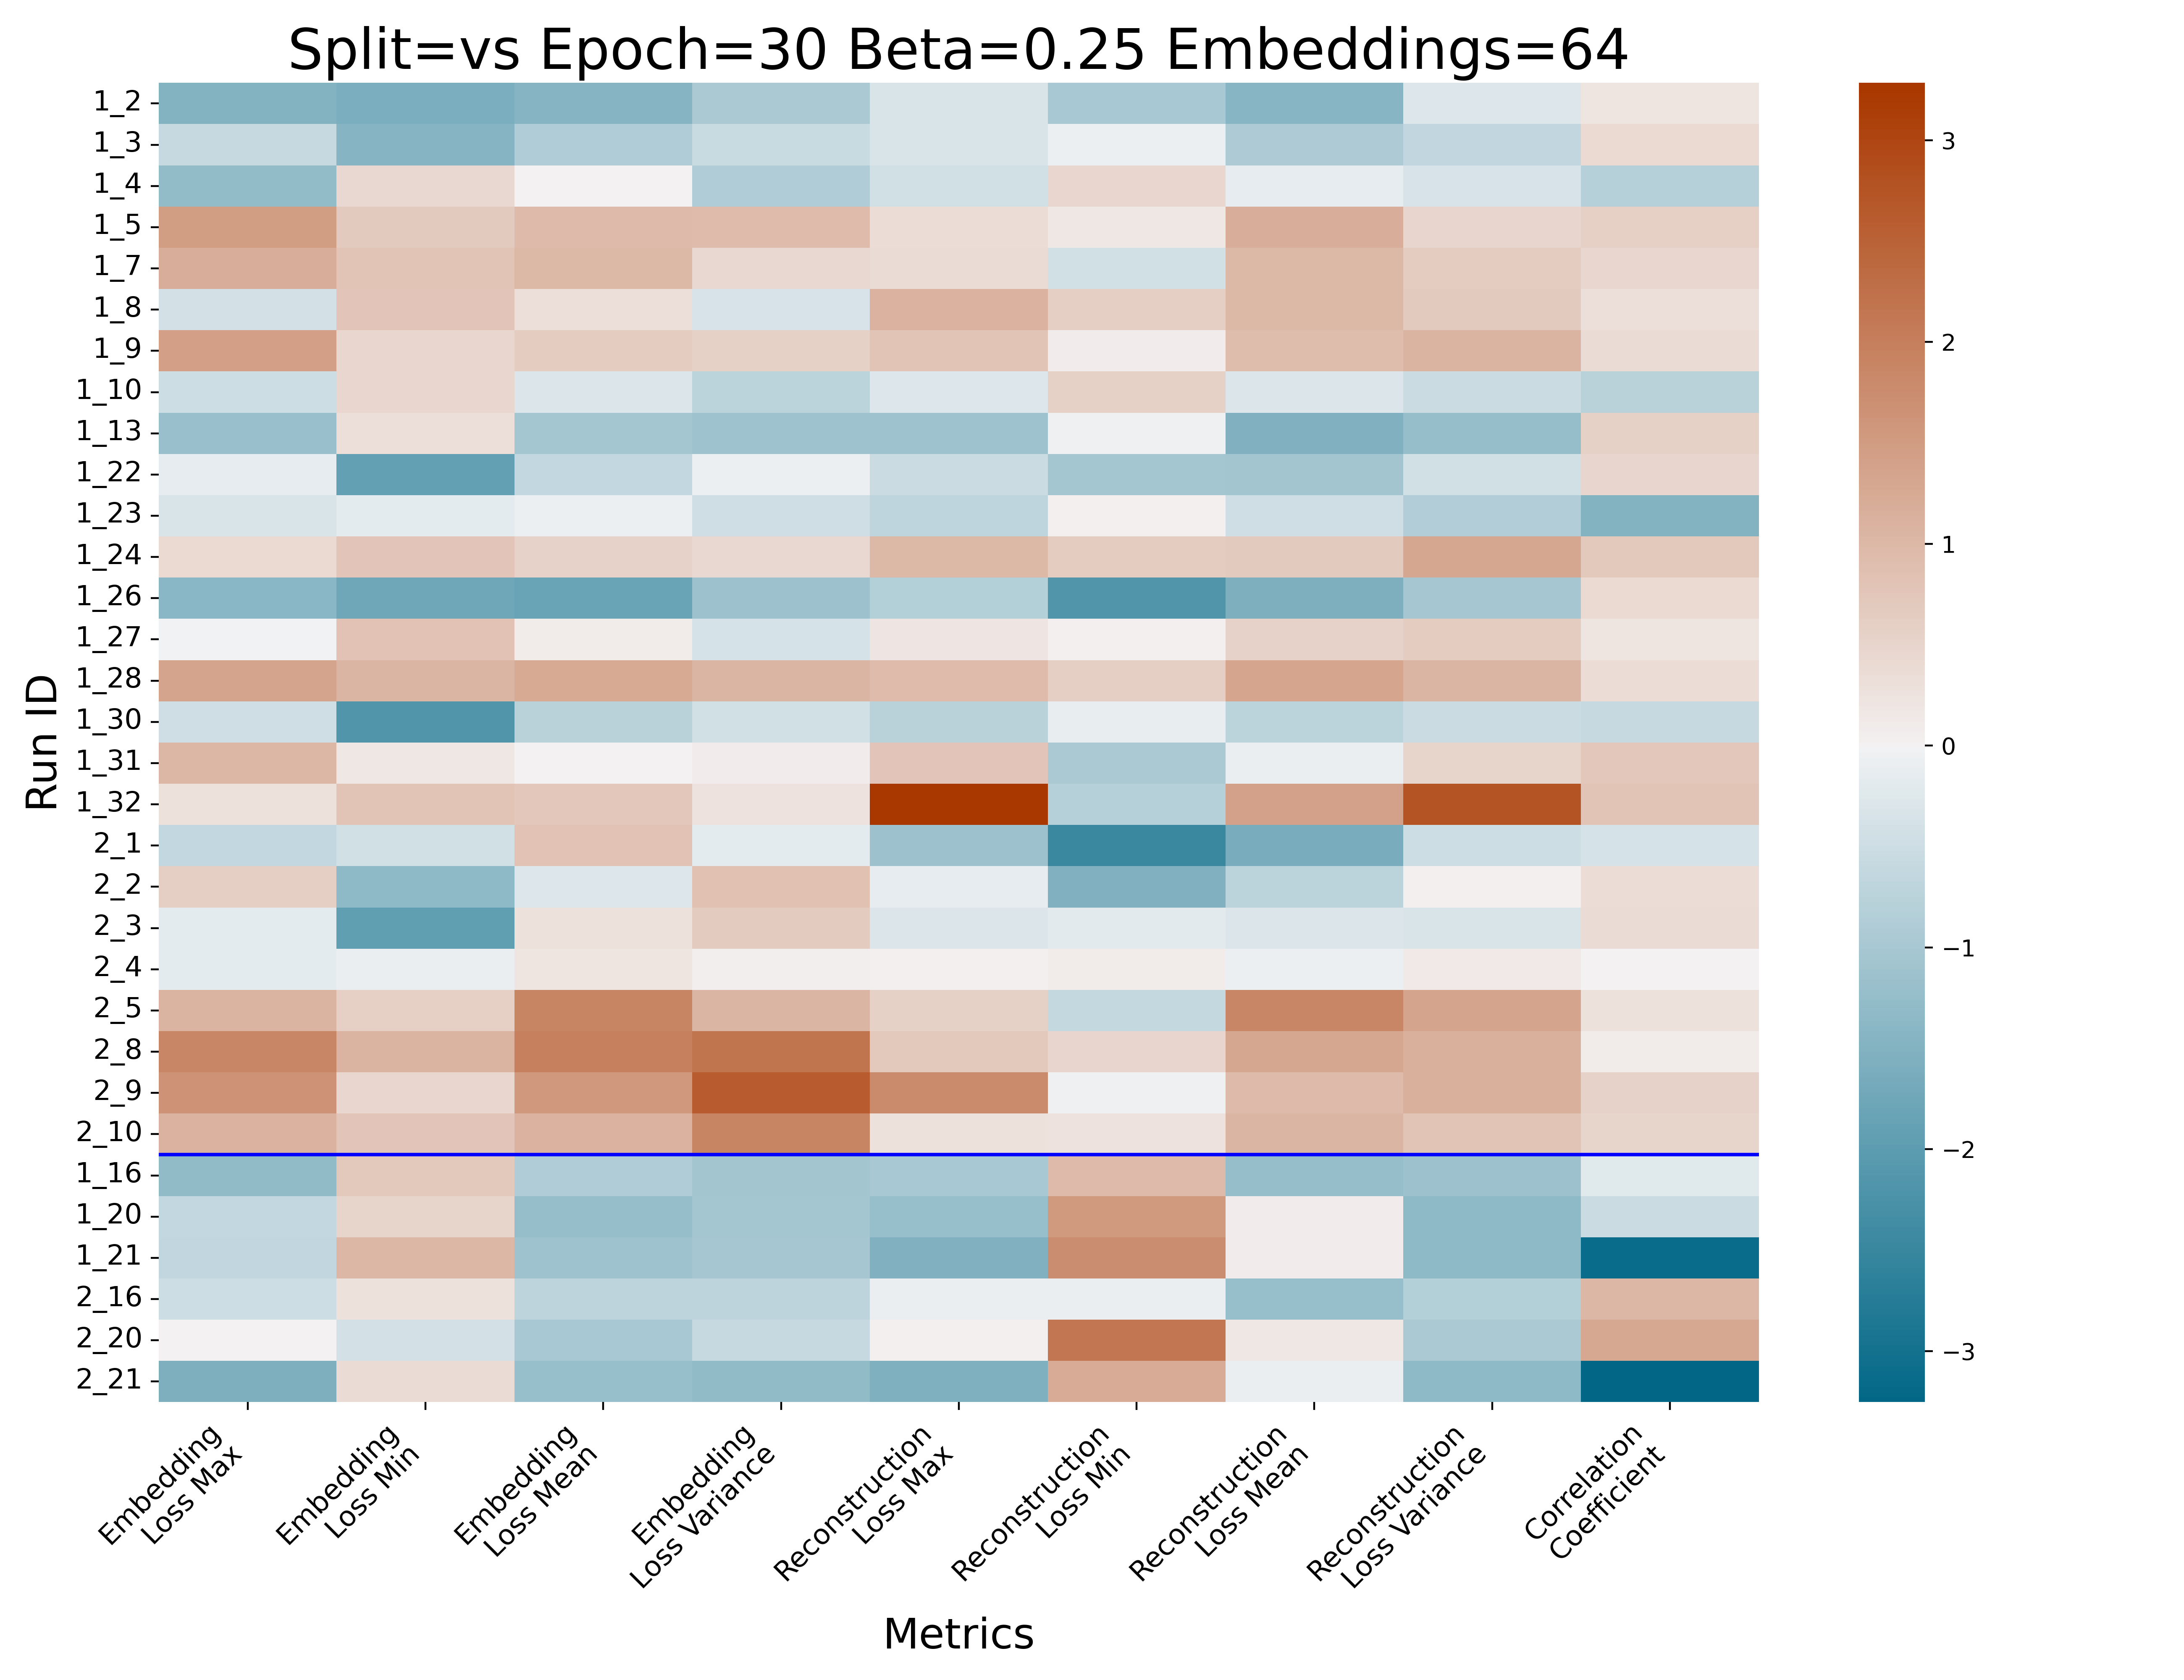 Split=vs Epoch=30 Beta=0.25 Embeddings=64
Run ID
1_2
1_3
1_4
1_5
1_7
1_8
1_9
1_10
1_13
1_22
1_23
1_24
1_26
1_27
1_28
1_30
1_31
1_32
2_1
2_2
2_3
2_4
2_5
2_8
2_9
2_10
1_16
1_20
1_21
2_16
2_20
2_21
Embedding
Loss Max
Embedding
Loss Min
Embedding
Loss Mean
Embedding
Loss Variance
Reconstruction
Loss Max
Reconstruction
Loss Min
Reconstruction
Loss Mean
Reconstruction
Loss Variance
Correlation
Coefficient
Metrics
3
2
1
0
−1
−2
−3